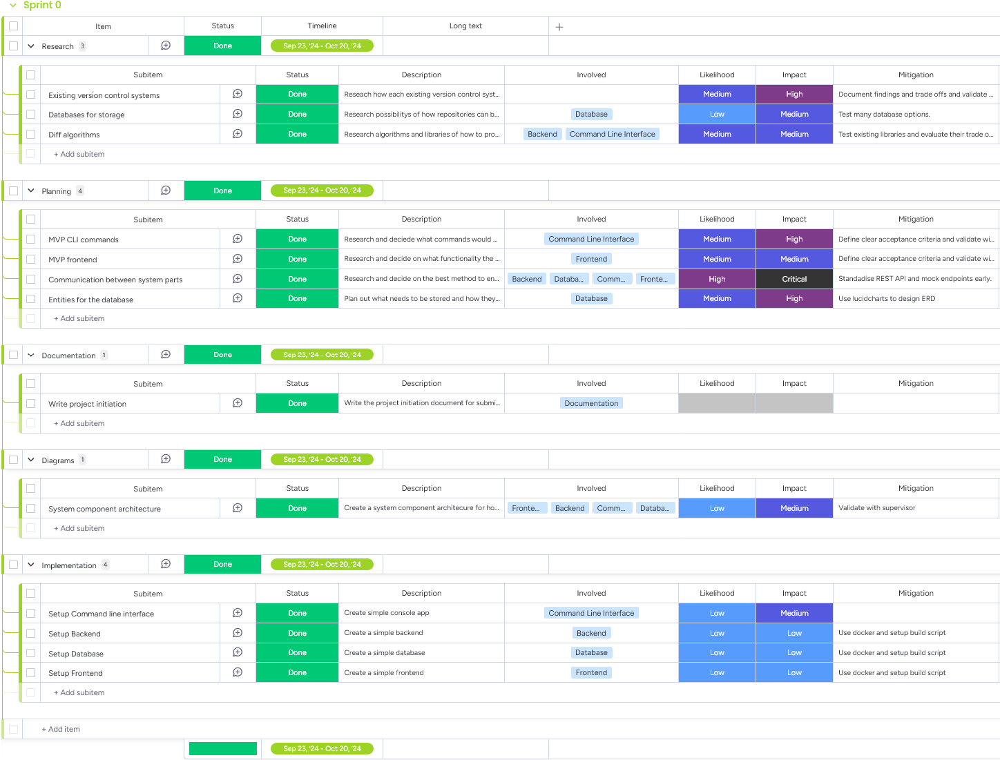 Sprint 0
Item Status Timeline Long text
Research 3 Done Sep 23, '24 - Oct 20, '24
Subitem Status Description Involved Likelihood Impact Mitigation
Existing version control systems Done Reseach how each existing version control syst... Medium High Document findings and trade offs and validate ...
Databases for storage Done Research possibilitys of how repositories can b... Database Low Medium Test many database options.
Diff algorithms Done Research algorithms and libraries of how to pro... Backend Command Line Interface Medium Medium Test existing libraries and evaluate their trade o...
+ Add subitem
Planning 4 Done Sep 23, '24 - Oct 20, '24
Subitem Status Description Involved Likelihood Impact Mitigation
MVP CLI commands Done Research and deciede what commands would ... Command Line Interface Medium High Define clear acceptance criteria and validate wi...
MVP frontend Done Research and decide on what functionality the ... Frontend Medium Medium Define clear acceptance criteria and validate wi...
Communication between system parts Done Research and decide on the best method to en... Backend Databa... Comm... Fronte... High Critical Standadise REST API and mock endpoints early.
Entities for the database Done Plan out what needs to be stored and how they... Database Medium High Use lucidcharts to design ERD
+ Add subitem
Documentation 1 Done Sep 23, '24 - Oct 20, '24
Subitem Status Description Involved Likelihood Impact Mitigation
Write project initiation Done Write the project initiation document for submi... Documentation
+ Add subitem
Diagrams 1 Done Sep 23, '24 - Oct 20, '24
Subitem Status Description Involved Likelihood Impact Mitigation
System component architecture Done Create a system component architecure for ho... Fronte... Backend Comm... Databa... Low Medium Validate with supervisor
+ Add subitem
Implementation 4 Done Sep 23, '24 - Oct 20, '24
Subitem Status Description Involved Likelihood Impact Mitigation
Setup Command line interface Done Create simple console app Command Line Interface Low Medium
Setup Backend Done Create a simple backend Backend Low Low Use docker and setup build script
Setup Database Done Create a simple database Database Low Low Use docker and setup build script
Setup Frontend Done Create a simple frontend Frontend Low Low Use docker and setup build script
+ Add subitem
+ Add item
Sep 23, '24 - Oct 20, '24